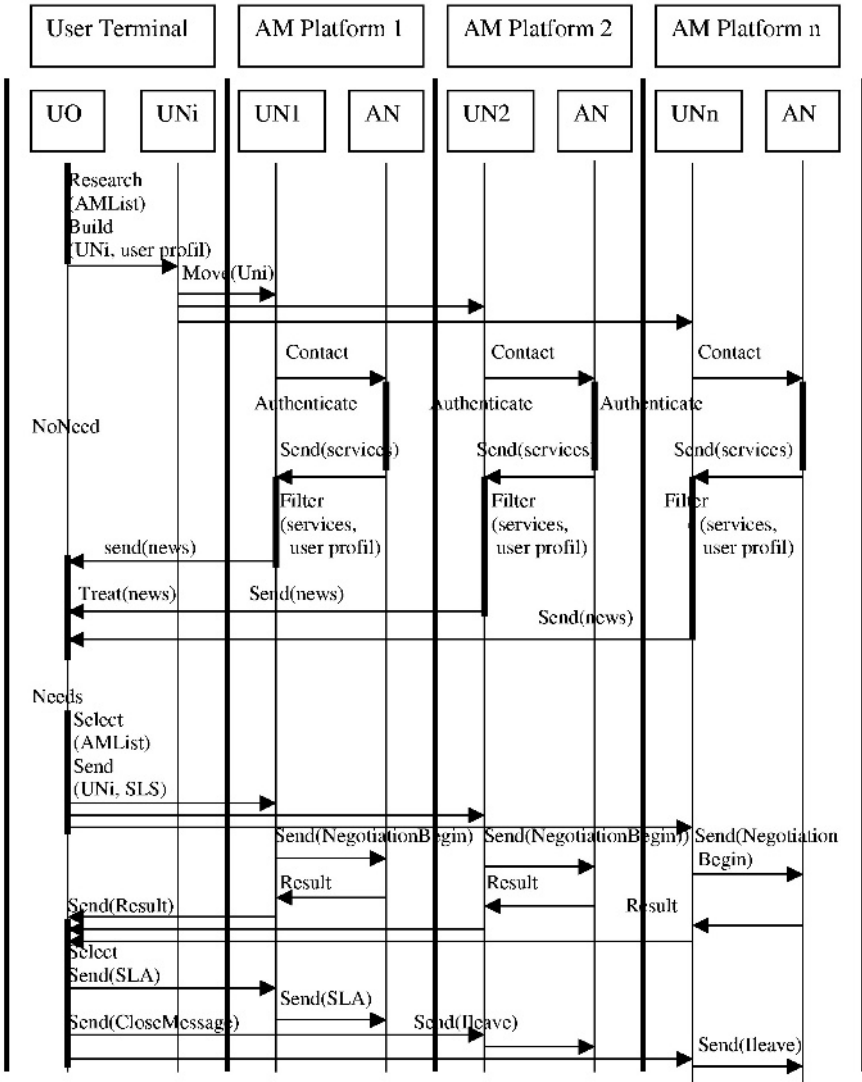 User Terminal AM Platform 1 AM Platform 2 AM Platform n
UO UNi UN1 AN UN2 AN UNn AN
Research
(AMList)
Build
(UNi, user profil)
Move(Uni)
Contact Contact Contact
Authenticate Authenticate Authenticate
NoNeed
Send(services) Send(services) Send(services)
Filter Filter Filter
(services, (services, (services,
user profil) user profil) user profil)
send(news)
Treat(news) Send(news)
Send(news)
Needs
Select
(AMList)
Send
(UNi, SLS)
Send(NegotiationBegin) Send(NegotiationBegin)) Send(Negotiation
Begin)
Result Result
Send(Result) Result
Select
Send(SLA)
Send(SLA)
Send(CloseMessage) Send(Ileave)
Send(Ileave)